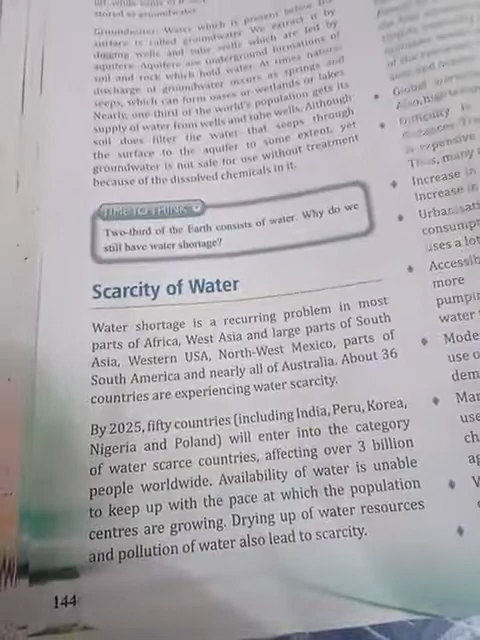 stored as groundwater
Groundwater: Water which is present below the
surface is called groundwater. We extract it by
digging wells and tube wells which are fed by
aquifers. Aquifers are underground formations of
soil and rock which hold water. At times natural
discharge of groundwater occurs as springs and
seeps, which can form oases or wetlands or lakes.
Nearly, one-third of the world's population gets its
supply of water from wells and tube wells. Although
soil does filter the water that seeps through
the surface to the aquifer to some extent, yet
groundwater is not safe for use without treatment
because of the dissolved chemicals in it.
TIME TO THINK
Two-third of the Earth consists of water. Why do we
still have water shortage?
Scarcity of Water
Water shortage is a recurring problem in most
parts of Africa, West Asia and large parts of South
Asia, Western USA, North-West Mexico, parts of
South America and nearly all of Australia. About 36
countries are experiencing water scarcity.
By 2025, fifty countries (including India, Peru, Korea,
Nigeria and Poland) will enter into the category
of water scarce countries, affecting over 3 billion
people worldwide. Availability of water is unable
to keep up with the pace at which the population
centres are growing. Drying up of water resources
and pollution of water also lead to scarcity.
144
Global
Also, high
Difficulty
expensive
Thus, many
• Increase in
Increase in
• Urbanisati
consump
uses a lot
• Accessib
more
pumpin
water
• Mode
use o
dem
• Mar
use
ch
ag